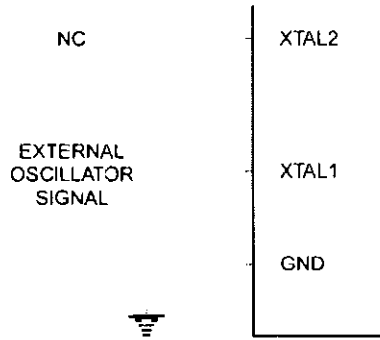 NC
XTAL2
EXTERNAL
OSCILLATOR
SIGNAL
XTAL1
GND